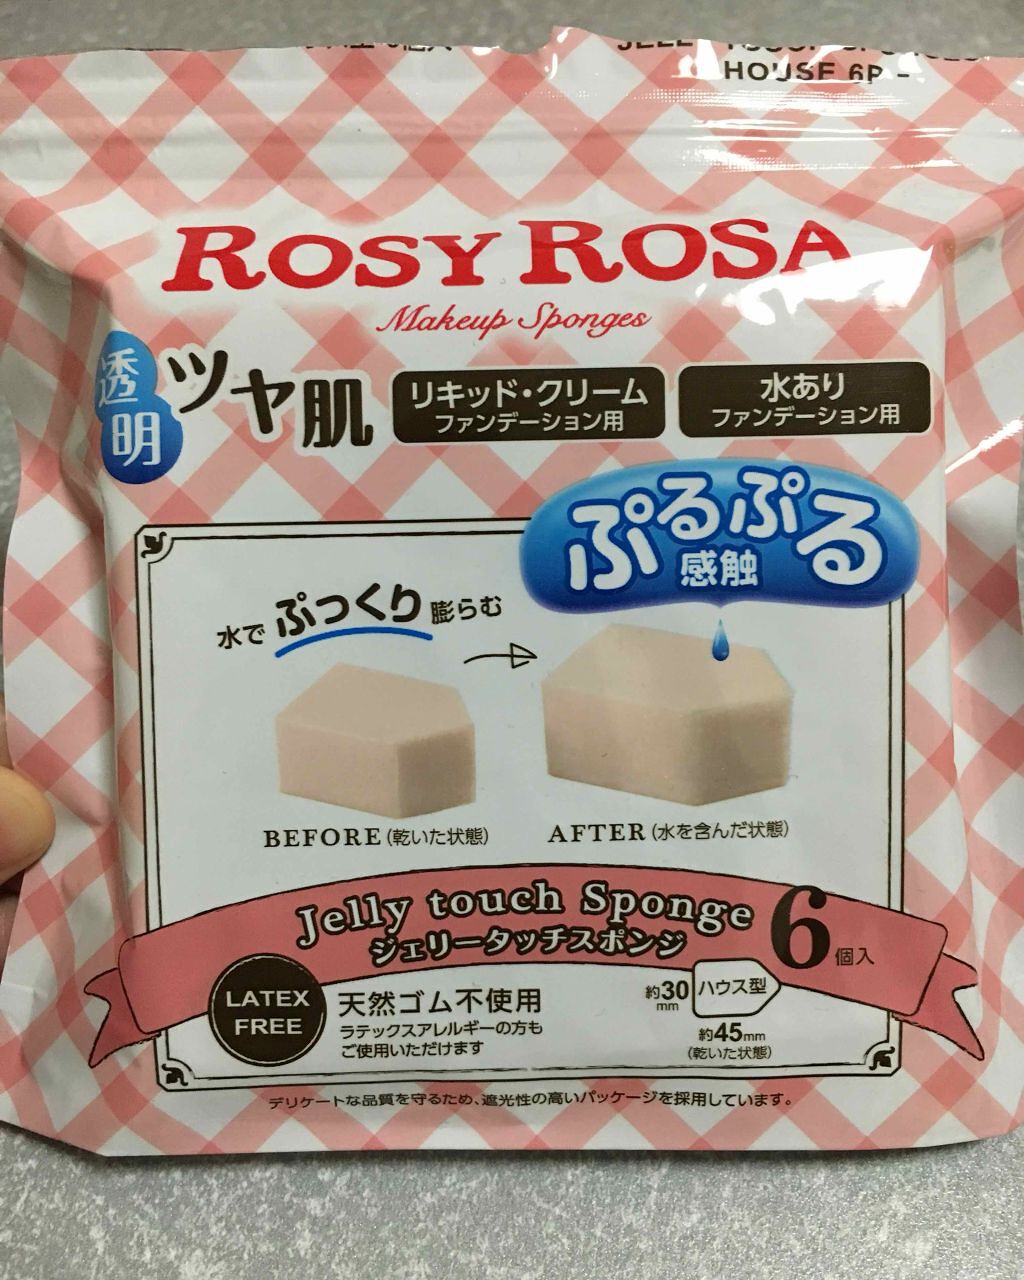 HOUSE 6P -
ROSY ROSA
Makeup Sponges
透明
ツヤ肌
リキッド・クリーム
ファンデーション用
水あり
ファンデーション用
ぷるぷる
感触
水でぷっくり膨らむ
BEFORE(乾いた状態)
AFTER(水を含んだ状態)
Jelly touch Sponge
ジェリータッチスポンジ
6個入
LATEX
FREE
天然ゴム不使用
ラテックスアレルギーの方も
ご使用いただけます
約30
mm
ハウス型
約45mm
(乾いた状態)
デリケートな品質を守るため、遮光性の高いパッケージを採用しています。